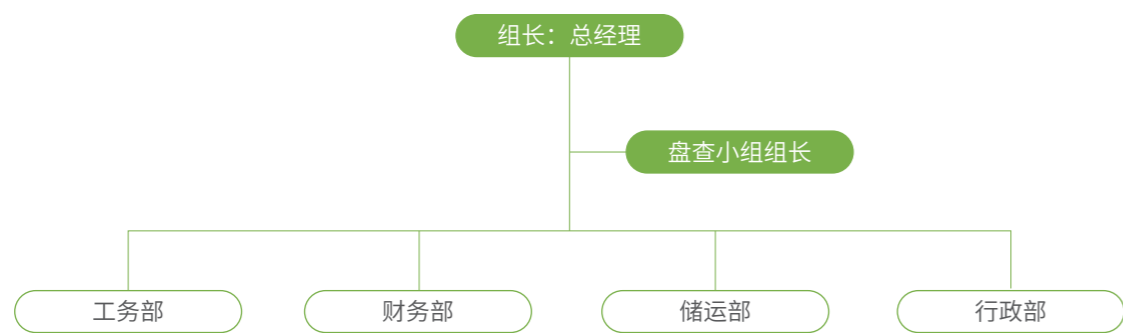 组长：总经理
盘查小组组长
工务部
财务部
储运部
行政部